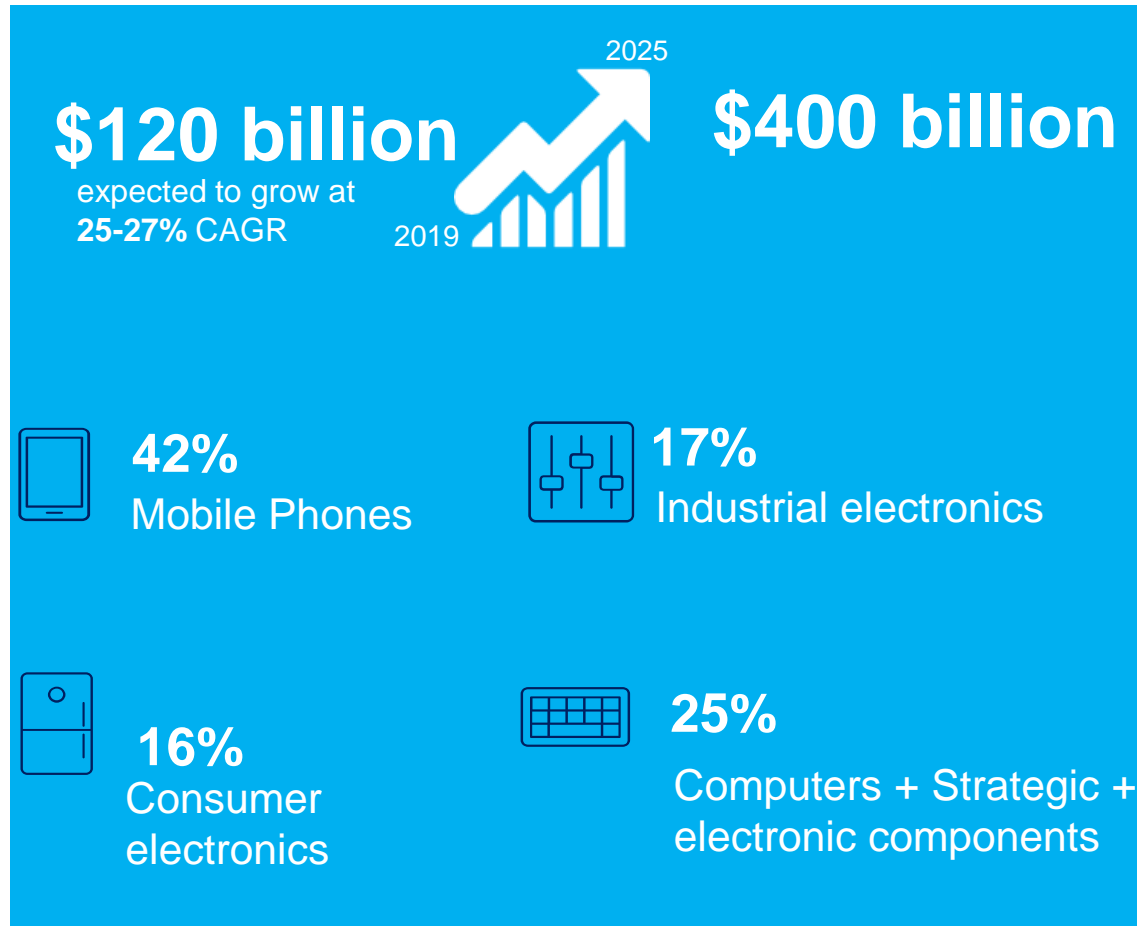 2025
$120 billion
$400 billion
expected to grow at
25-27% CAGR
2019
42%
Mobile Phones
17%
Industrial electronics
16%
Consumer
electronics
25%
Computers + Strategic +
electronic components